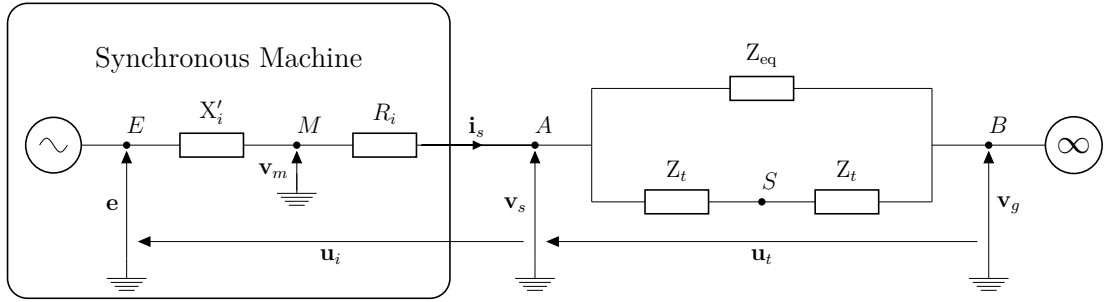 Synchronous Machine
Z_eq
E
X'_i
M
R_i
i_s
A
B
∞
v_m
Z_t
S
Z_t
e
v_s
v_g
u_i
u_t